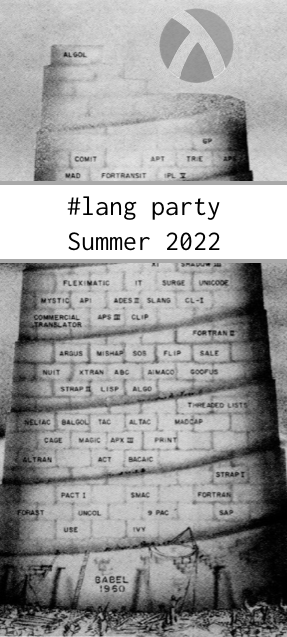 ALGOL
GP
COMIT APT TRIE
MAD FORTRANSIT IPL V
#lang party
Summer 2022
FLEXIMATIC IT SURGE UNICODE
MYSTIC API ADES II SLANG CL-I
COMMERCIAL
TRANSLATOR APS III CLIP
FORTRAN II
ARGUS MISHAP SOS FLIP SALE
NUIT XTRAN ABC AIMACO GODFUS
STRAP II LISP ALGO
THREADED LISTS
NELIAC BALGOL TAC ALTAC MADCAP
CAGE MAGIC APX III PRINT
ALTRAN ACT BACAIC
STRAP I
PACT I SMAC FORTRAN
FORAST UNCOL 9 PAC SAP
USE IVY
BABEL
1960